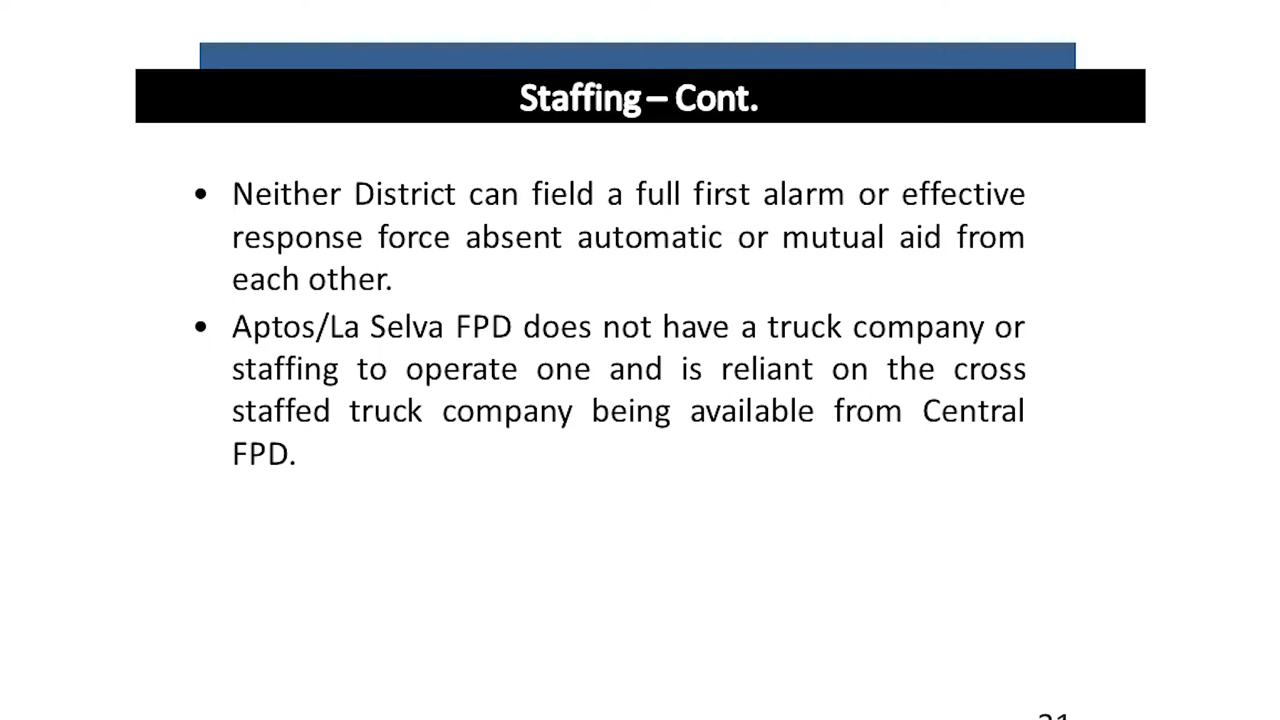 Staffing – Cont.
• Neither District can field a full first alarm or effective
response force absent automatic or mutual aid from
each other.
• Aptos/La Selva FPD does not have a truck company or
staffing to operate one and is reliant on the cross
staffed truck company being available from Central
FPD.